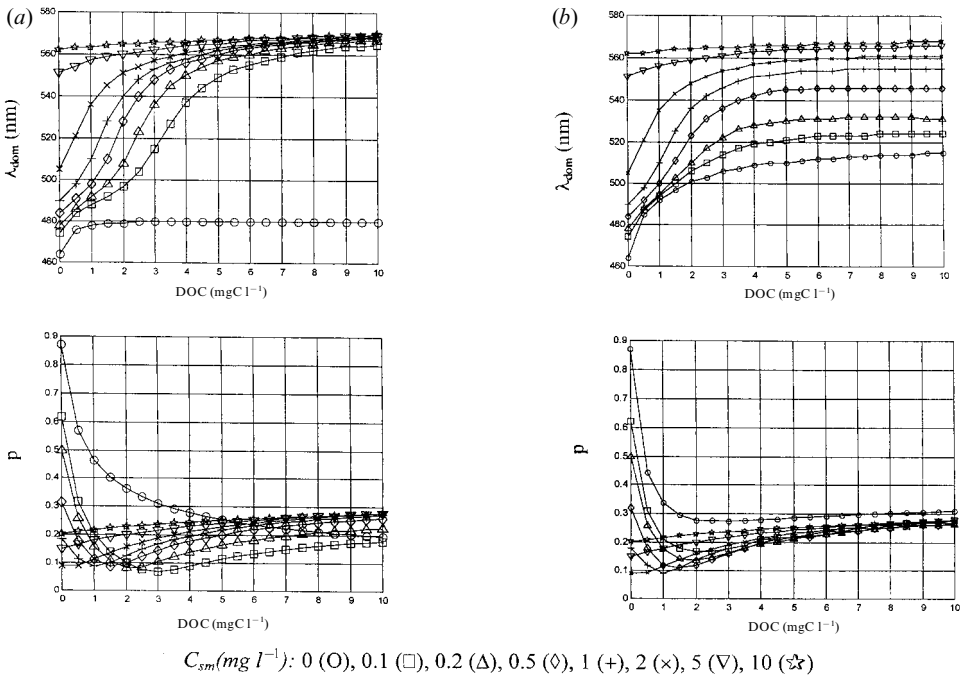 (a)
580
560
540
520
500
480
460
λdom (nm)
0 1 2 3 4 5 6 7 8 9 10
DOC (mgC l⁻¹)
(b)
580
560
540
520
500
480
460
λdom (nm)
0 1 2 3 4 5 6 7 8 9 10
DOC (mgC l⁻¹)
0.9
0.8
0.7
0.6
0.5
0.4
0.3
0.2
0.1
0
p
0 1 2 3 4 5 6 7 8 9 10
DOC (mgC l⁻¹)
0.9
0.8
0.7
0.6
0.5
0.4
0.3
0.2
0.1
0
p
0 1 2 3 4 5 6 7 8 9 10
DOC (mgC l⁻¹)
Csm(mg l⁻¹): 0 (O), 0.1 (□), 0.2 (Δ), 0.5 (◊), 1 (+), 2 (×), 5 (∇), 10 (☆)